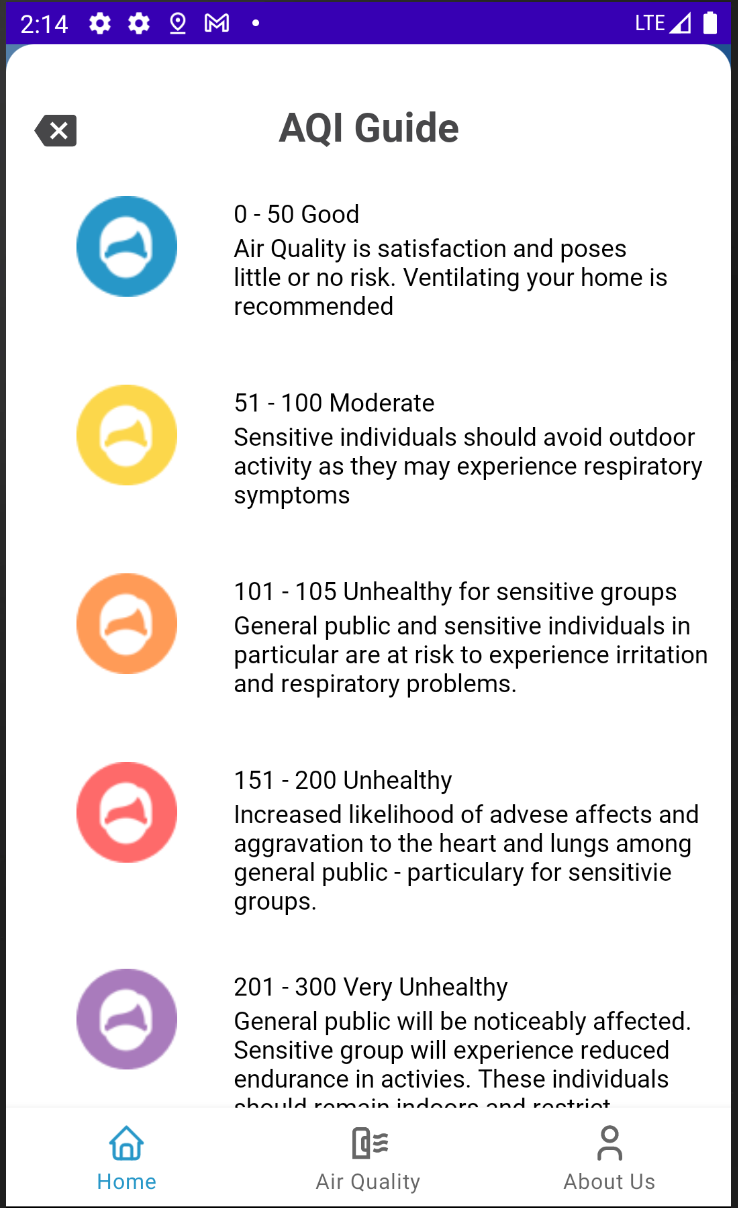 2:14
LTE
AQI Guide
0 - 50 Good
Air Quality is satisfaction and poses
little or no risk. Ventilating your home is
recommended
51 - 100 Moderate
Sensitive individuals should avoid outdoor
activity as they may experience respiratory
symptoms
101 - 105 Unhealthy for sensitive groups
General public and sensitive individuals in
particular are at risk to experience irritation
and respiratory problems.
151 - 200 Unhealthy
Increased likelihood of advese affects and
aggravation to the heart and lungs among
general public - particulary for sensitivie
groups.
201 - 300 Very Unhealthy
General public will be noticeably affected.
Sensitive group will experience reduced
endurance in activies. These individuals
should remain indoors and restrict
Home
Air Quality
About Us